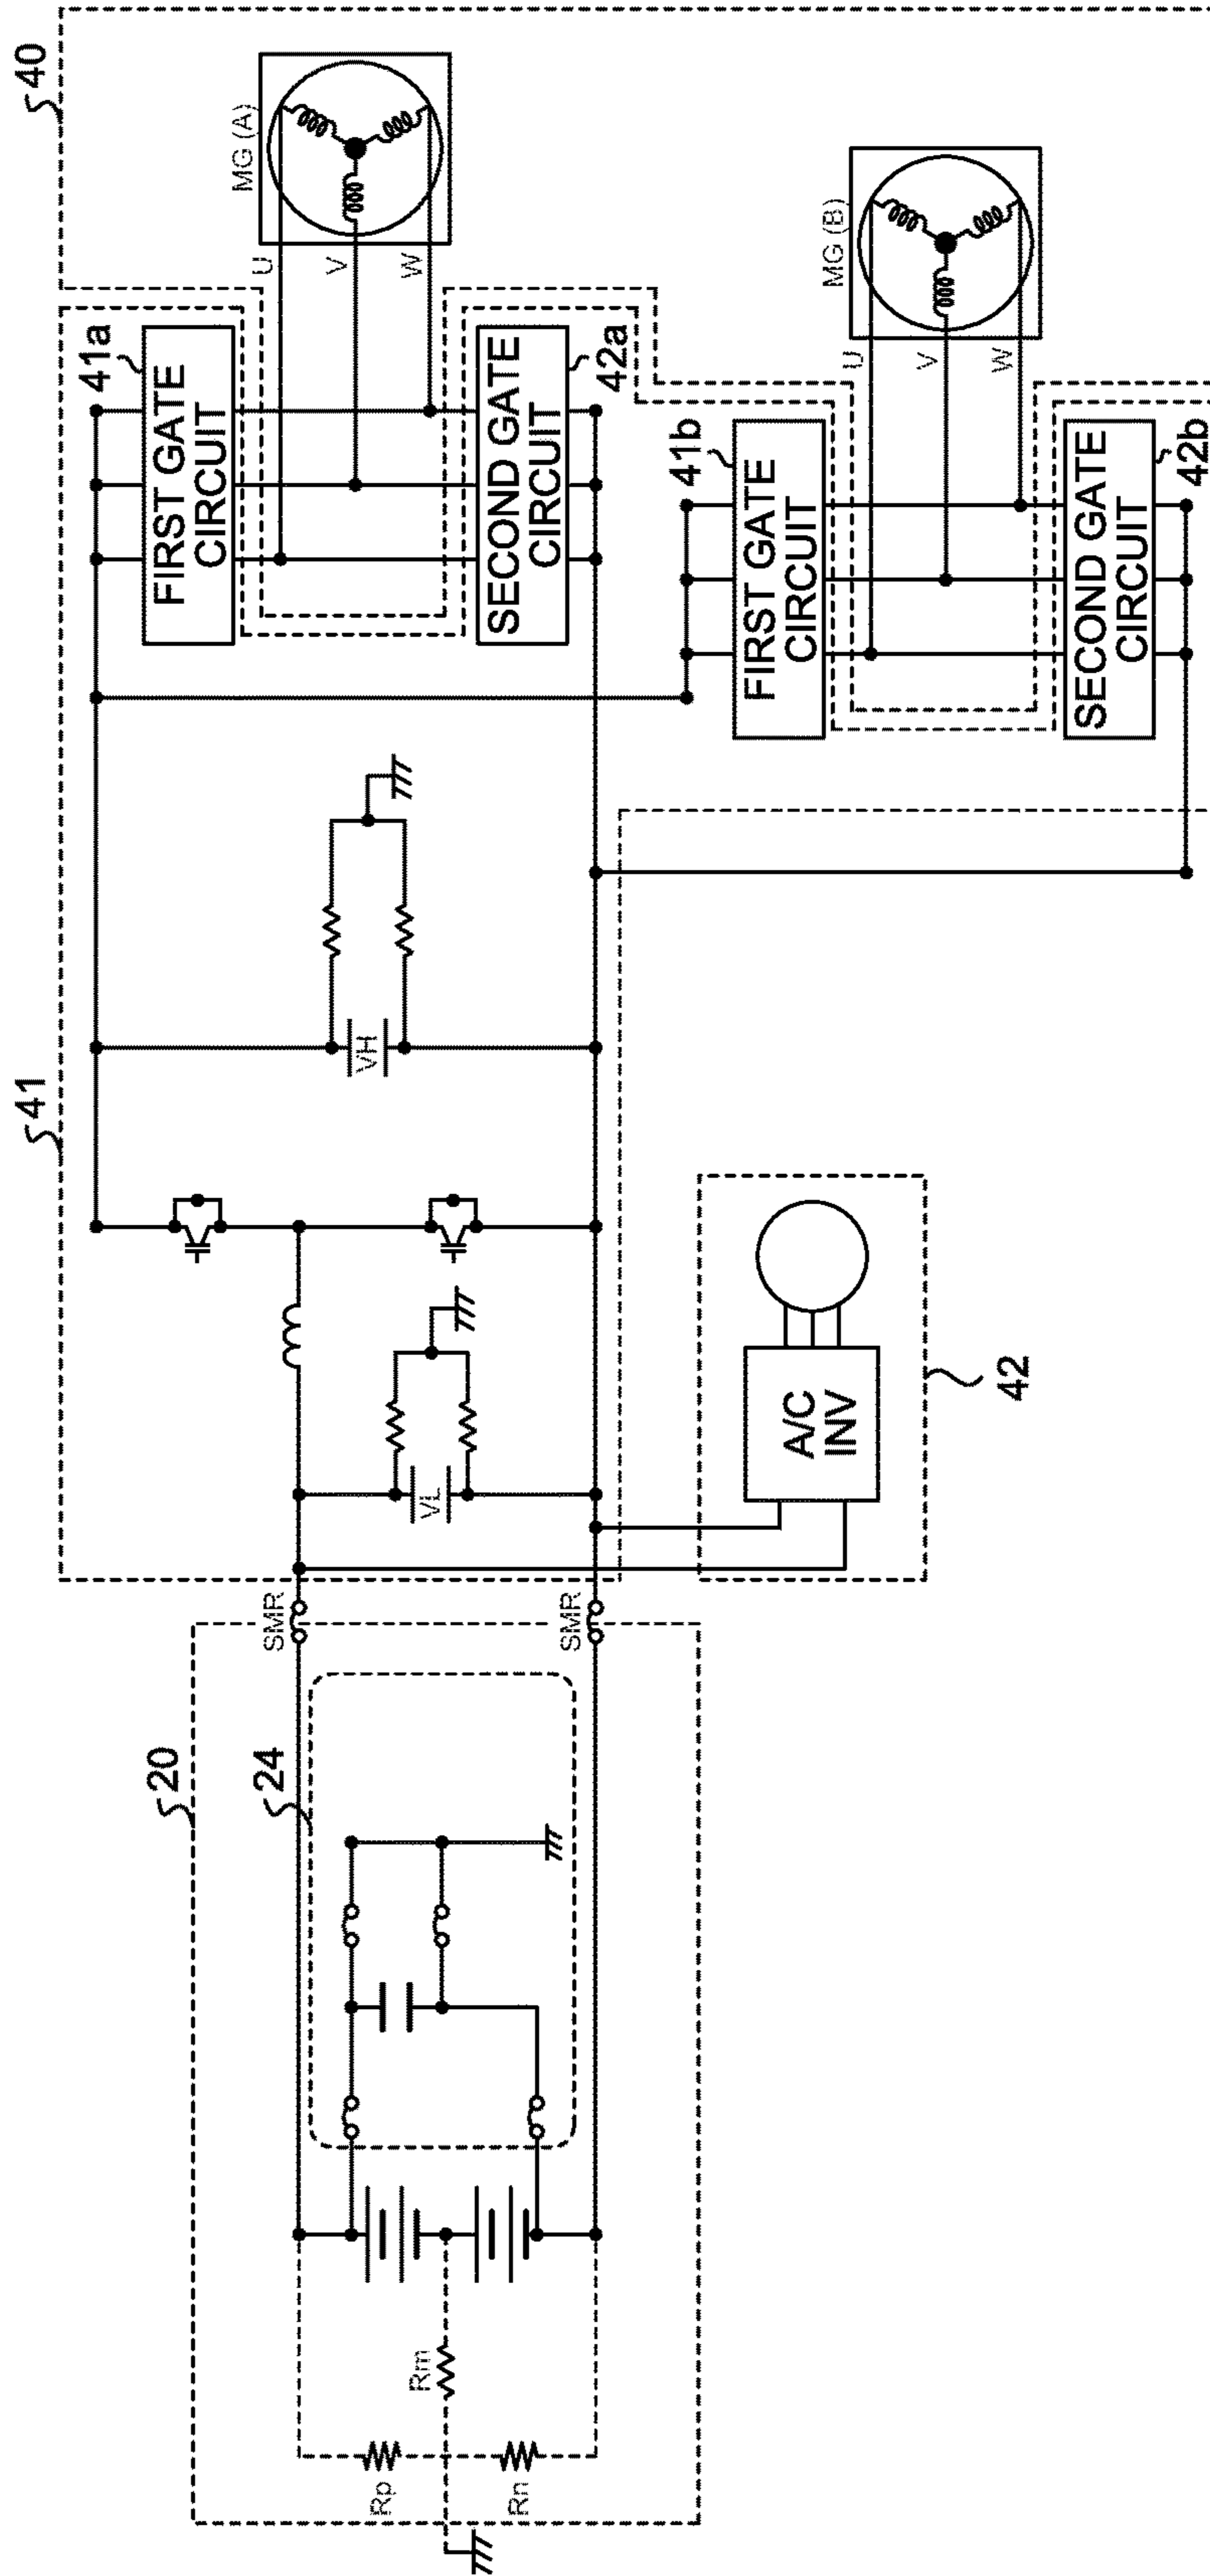 40
MG (A)
U
V
W
41a
FIRST GATE
CIRCUIT
SECOND GATE
CIRCUIT
42a
MG (B)
U
V
W
41b
FIRST GATE
CIRCUIT
SECOND GATE
CIRCUIT
42b
41
VH
VL
A/C
INV
42
SMR
SMR
20
24
Rm
Rp
Rn